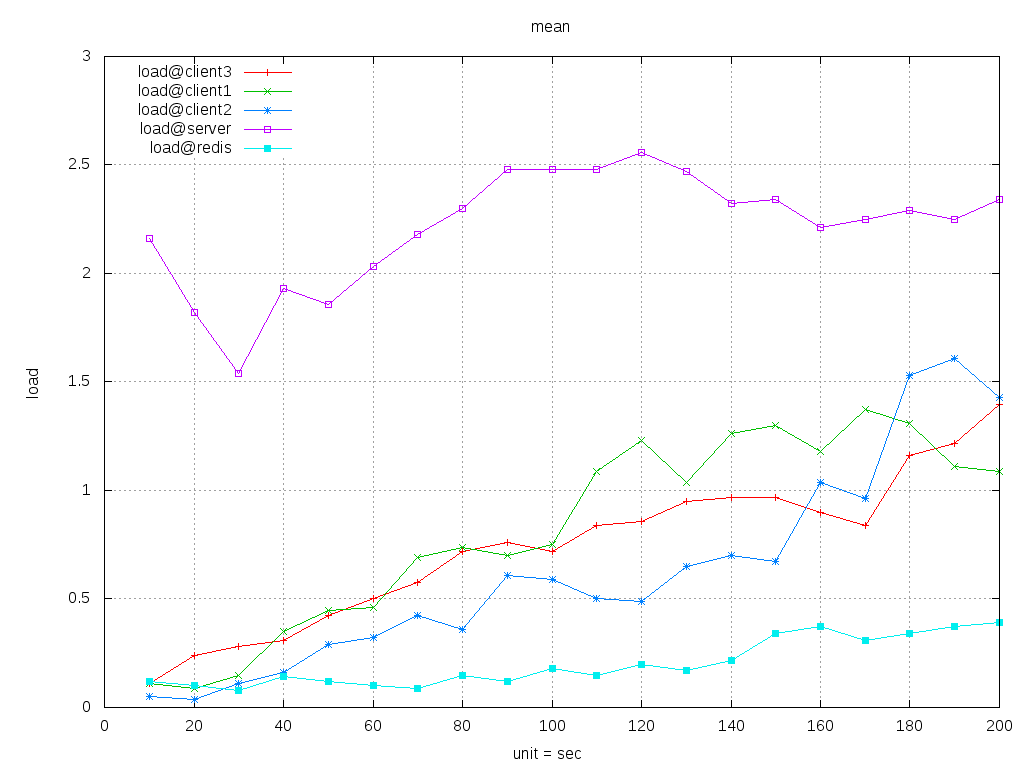 mean
3
load@client3
load@client1
load@client2
load@server
load@redis
2.5
2
1.5
1
0.5
0
load
0 20 40 60 80 100 120 140 160 180 200
unit = sec